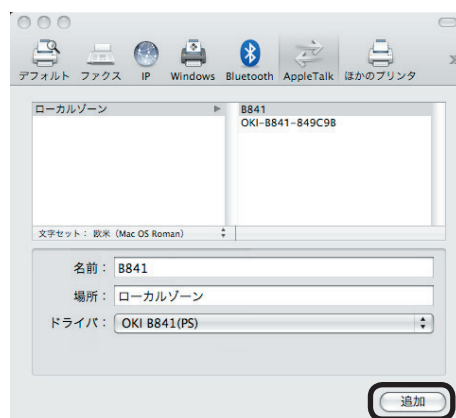 デフォルト ファクス IP Windows Bluetooth AppleTalk ほかのプリンタ
ローカルゾーン
B841
OKI-B841-849C9B
文字セット： 欧米（Mac OS Roman）
名前： B841
場所： ローカルゾーン
ドライバ： OKI B841(PS)
追加